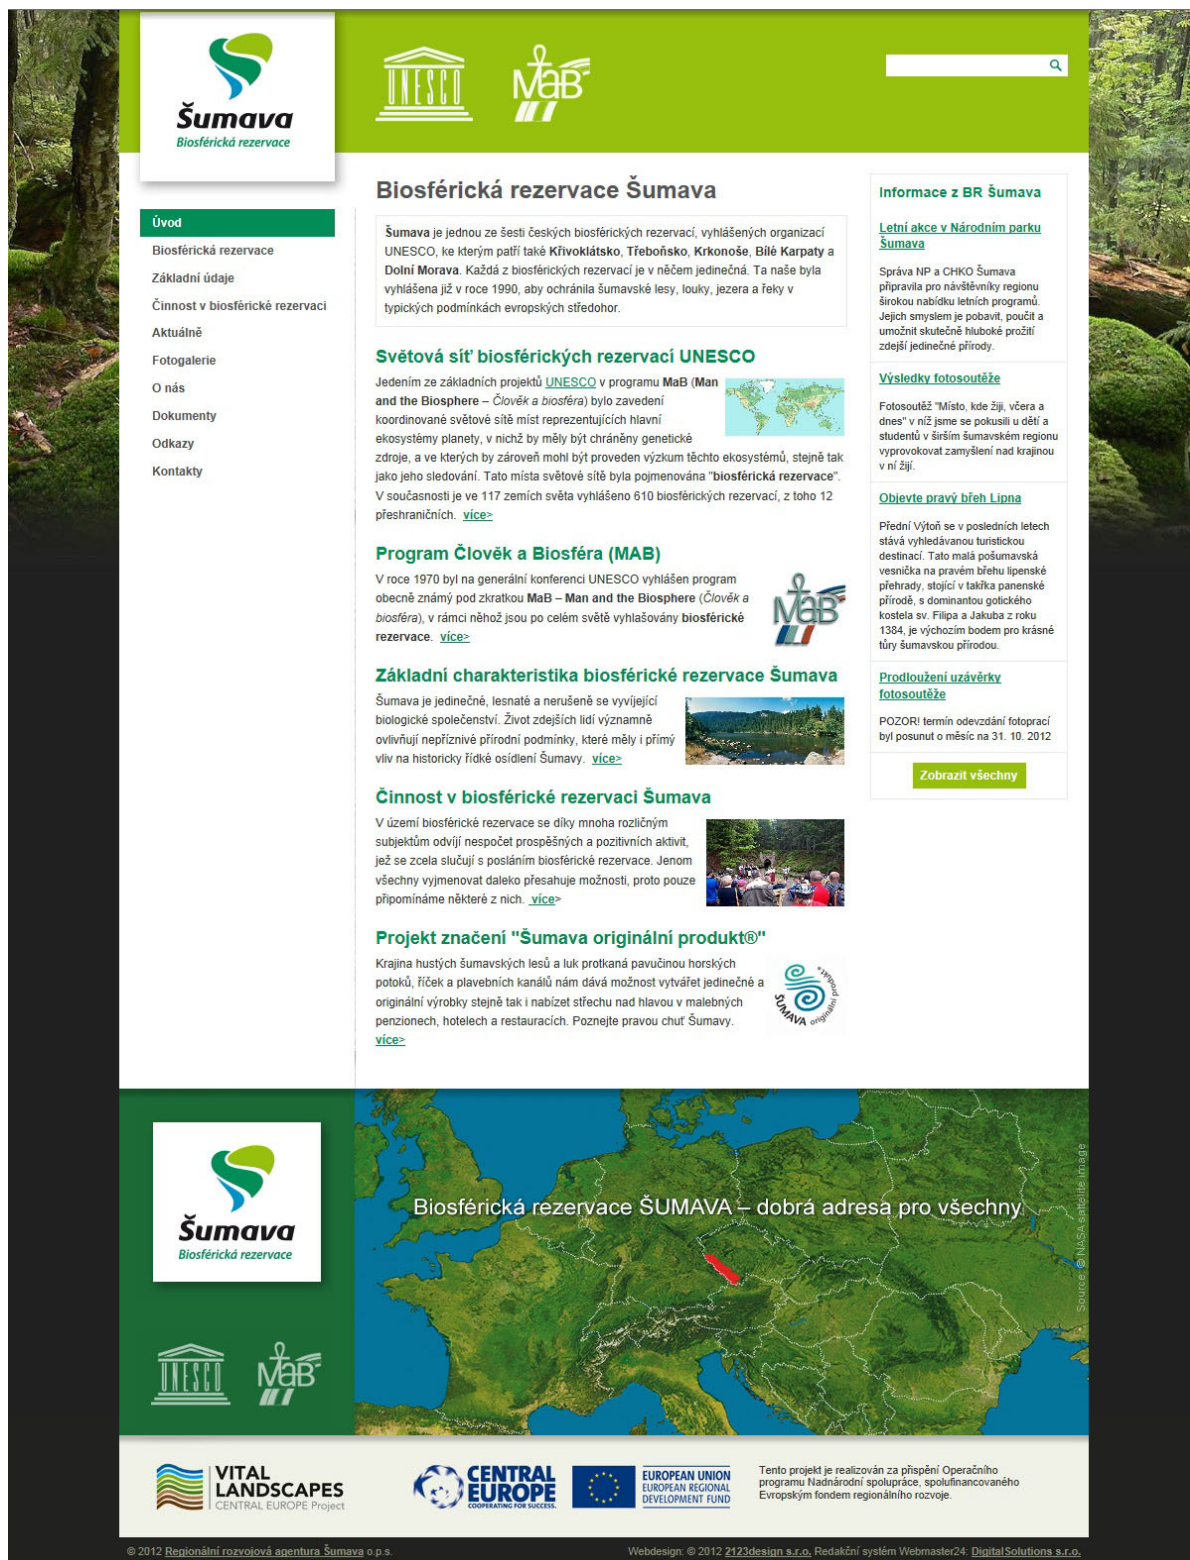 Šumava
Biosférická rezervace
UNESCO
MaB
Úvod
Biosférická rezervace
Základní údaje
Činnost v biosférické rezervaci
Aktuálně
Fotogalerie
O nás
Dokumenty
Odkazy
Kontakty
Biosférická rezervace Šumava
Šumava je jednou ze šesti českých biosférických rezervací, vyhlášených organizací
UNESCO, ke kterým patří také Křivoklátsko, Třeboňsko, Krkonoše, Bílé Karpaty a
Dolní Morava. Každá z biosférických rezervací je v něčem jedinečná. Ta naše byla
vyhlášena již v roce 1990, aby ochránila šumavské lesy, louky, jezera a řeky v
typických podmínkách evropských středohor.
Světová síť biosférických rezervací UNESCO
Jedením ze základních projektů UNESCO v programu MaB (Man
and the Biosphere – Člověk a biosféra) bylo zavedení
koordinované světové sítě míst reprezentujících hlavní
ekosystémy planety, v nichž by měly být chráněny genetické
zdroje, a ve kterých by zároveň mohl být proveden výzkum těchto ekosystémů, stejně tak
jako jeho sledování. Tato místa světové sítě byla pojmenována "biosférická rezervace".
V současnosti je ve 117 zemích světa vyhlášeno 610 biosférických rezervací, z toho 12
přeshraničních. více>
Program Člověk a Biosféra (MAB)
V roce 1970 byl na generální konferenci UNESCO vyhlášen program
obecně známý pod zkratkou MaB – Man and the Biosphere (Člověk a
biosféra), v rámci něhož jsou po celém světě vyhlašovány biosférické
rezervace. více>
MaB
Základní charakteristika biosférické rezervace Šumava
Šumava je jedinečné, lesnaté a nerušeně se vyvíjející
biologické společenství. Život zdejších lidí významně
ovlivňují nepříznivé přírodní podmínky, které měly i přímý
vliv na historicky řídké osídlení Šumavy. více>
Činnost v biosférické rezervaci Šumava
V území biosférické rezervace se díky mnoha rozličným
subjektům odvíjí nespočet prospěšných a pozitivních aktivit,
jež se zcela slučují s posláním biosférické rezervace. Jenom
všechny vyjmenovat daleko přesahuje možnosti, proto pouze
připomínáme některé z nich. více>
Projekt značení "Šumava originální produkt®"
Krajina hustých šumavských lesů a luk protkaná pavučinou horských
potoků, říček a plavebních kanálů nám dává možnost vytvářet jedinečné a
originální výrobky stejně tak i nabízet střechu nad hlavou v malebných
penzionech, hotelech a restauracích. Poznejte pravou chuť Šumavy.
více>
ŠUMAVA originální produkt
Informace z BR Šumava
Letní akce v Národním parku
Šumava
Správa NP a CHKO Šumava
připravila pro návštěvníky regionu
širokou nabídku letních programů.
Jejich smyslem je pobavit, poučit a
umožnit skutečně hluboké prožití
zdejší jedinečné přírody.
Výsledky fotosoutěže
Fotosoutěž "Místo, kde žiji, včera a
dnes" v níž jsme se pokusili u dětí a
studentů v širším šumavském regionu
vyprovokovat zamyšlení nad krajinou
v ní žijí.
Objevte pravý břeh Lipna
Přední Výtoň se v posledních letech
stává vyhledávanou turistickou
destinací. Tato malá pošumavská
vesnička na pravém břehu lipenské
přehrady, stojící v takřka panenské
přírodě, s dominantou gotického
kostela sv. Filipa a Jakuba z roku
1384, je výchozím bodem pro krásné
túry šumavskou přírodou.
Prodloužení uzávěrky
fotosoutěže
POZOR! termín odevzdání fotoprací
byl posunut o měsíc na 31. 10. 2012
Zobrazit všechny
Šumava
Biosférická rezervace
UNESCO
MaB
Biosférická rezervace ŠUMAVA – dobrá adresa pro všechny
Source: © NASA sattelite image
VITAL
LANDSCAPES
CENTRAL EUROPE Project
CENTRAL
EUROPE
COOPERATING FOR SUCCESS.
EUROPEAN UNION
EUROPEAN REGIONAL
DEVELOPMENT FUND
Tento projekt je realizován za přispění Operačního
programu Nadnárodní spolupráce, spolufinancovaného
Evropským fondem regionálního rozvoje.
© 2012 Regionální rozvojová agentura Šumava o.p.s.
Webdesign: © 2012 2123design s.r.o. Redakční systém Webmaster24: DigitalSolutions s.r.o.